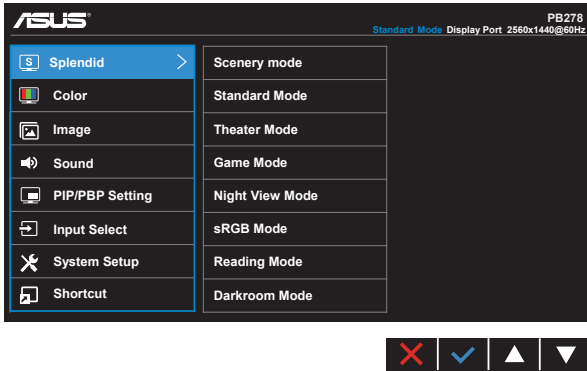 ASUS
PB278
Standard Mode Display Port 2560x1440@60Hz
S Splendid
Color
Image
Sound
PIP/PBP Setting
Input Select
System Setup
Shortcut
Scenery mode
Standard Mode
Theater Mode
Game Mode
Night View Mode
sRGB Mode
Reading Mode
Darkroom Mode